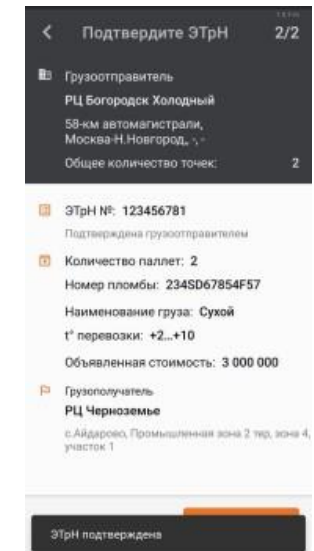 Подтвердите ЭТрН 2/2
Грузоотправитель
РЦ Богородск Холодный
58-км автомагистрали,
Москва-Н.Новгород, -, -
Общее количество точек: 2
ЭТрН №: 123456781
Подтверждена грузоотправителем
Количество паллет: 2
Номер пломбы: 234SD67854F57
Наименование груза: Сухой
t° перевозки: +2...+10
Объявленная стоимость: 3 000 000
Грузополучатель
РЦ Черноземье
с.Айдарово, Промышленная зона 2 тер, зона 4,
участок 1
ЭТрН подтверждена